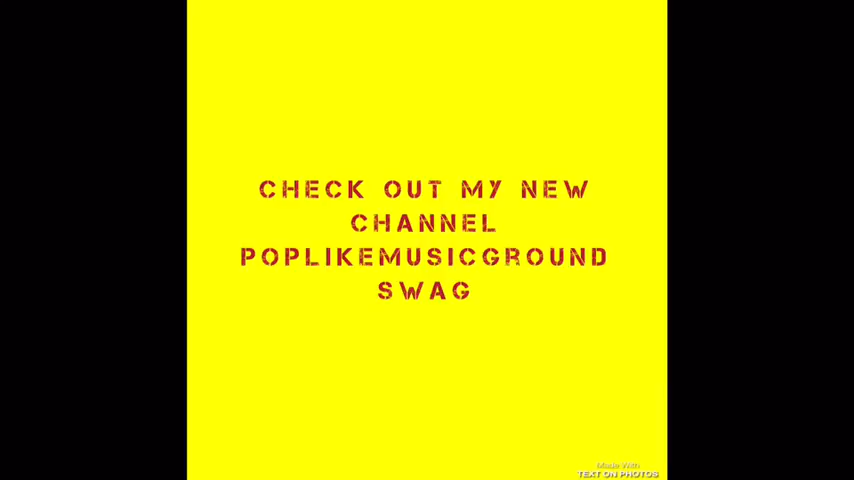 CHECK OUT MY NEW
CHANNEL
POPLIKEMUSICGROUND
SWAG
Made With
TEXT ON PHOTOS